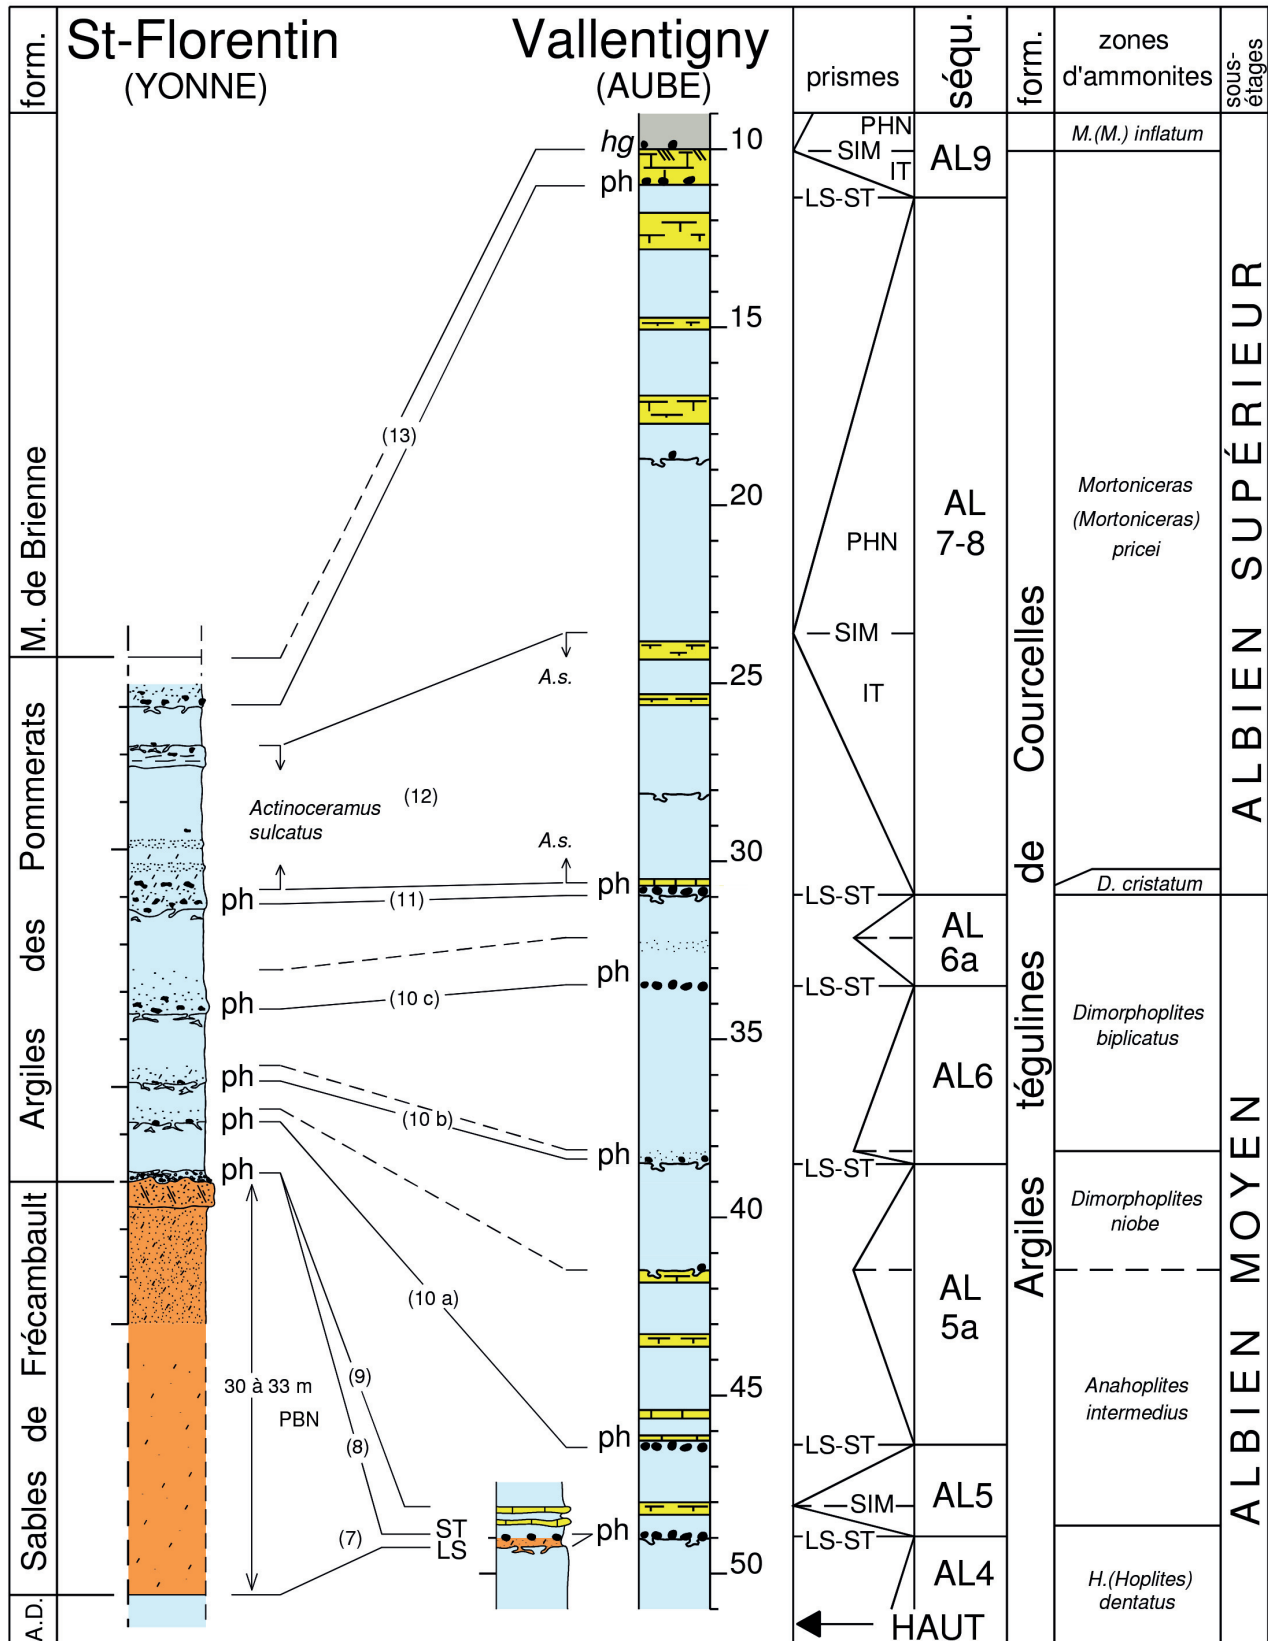 form.
St-Florentin
(YONNE)
Vallentigny
(AUBE)
prismes
séqu.
form.
zones
d'ammonites
sous-
étages
M. de Brienne
Argiles des Pommerats
Sables de Frécambault
A.D.
hg
ph
10
15
20
25
30
35
40
45
50
(13)
A.s.
Actinoceramus
sulcatus
(12)
A.s.
ph
ph
(11)
ph
(10 c)
ph
ph
ph
(10 b)
ph
ph
(10 a)
ph
30 à 33 m
PBN
(9)
(8)
(7)
ph
ST
LS
ph
PHN
SIM
IT
LS-ST
PHN
SIM
IT
LS-ST
LS-ST
LS-ST
LS-ST
SIM
LS-ST
HAUT
AL9
AL
7-8
AL
6a
AL6
AL
5a
AL5
AL4
Argiles tégulines de Courcelles
M.(M.) inflatum
Mortoniceras
(Mortoniceras)
pricei
D. cristatum
Dimorphoplites
biplicatus
Dimorphoplites
niobe
Anahoplites
intermedius
H.(Hoplites)
dentatus
ALBIEN SUPÉRIEUR
ALBIEN MOYEN